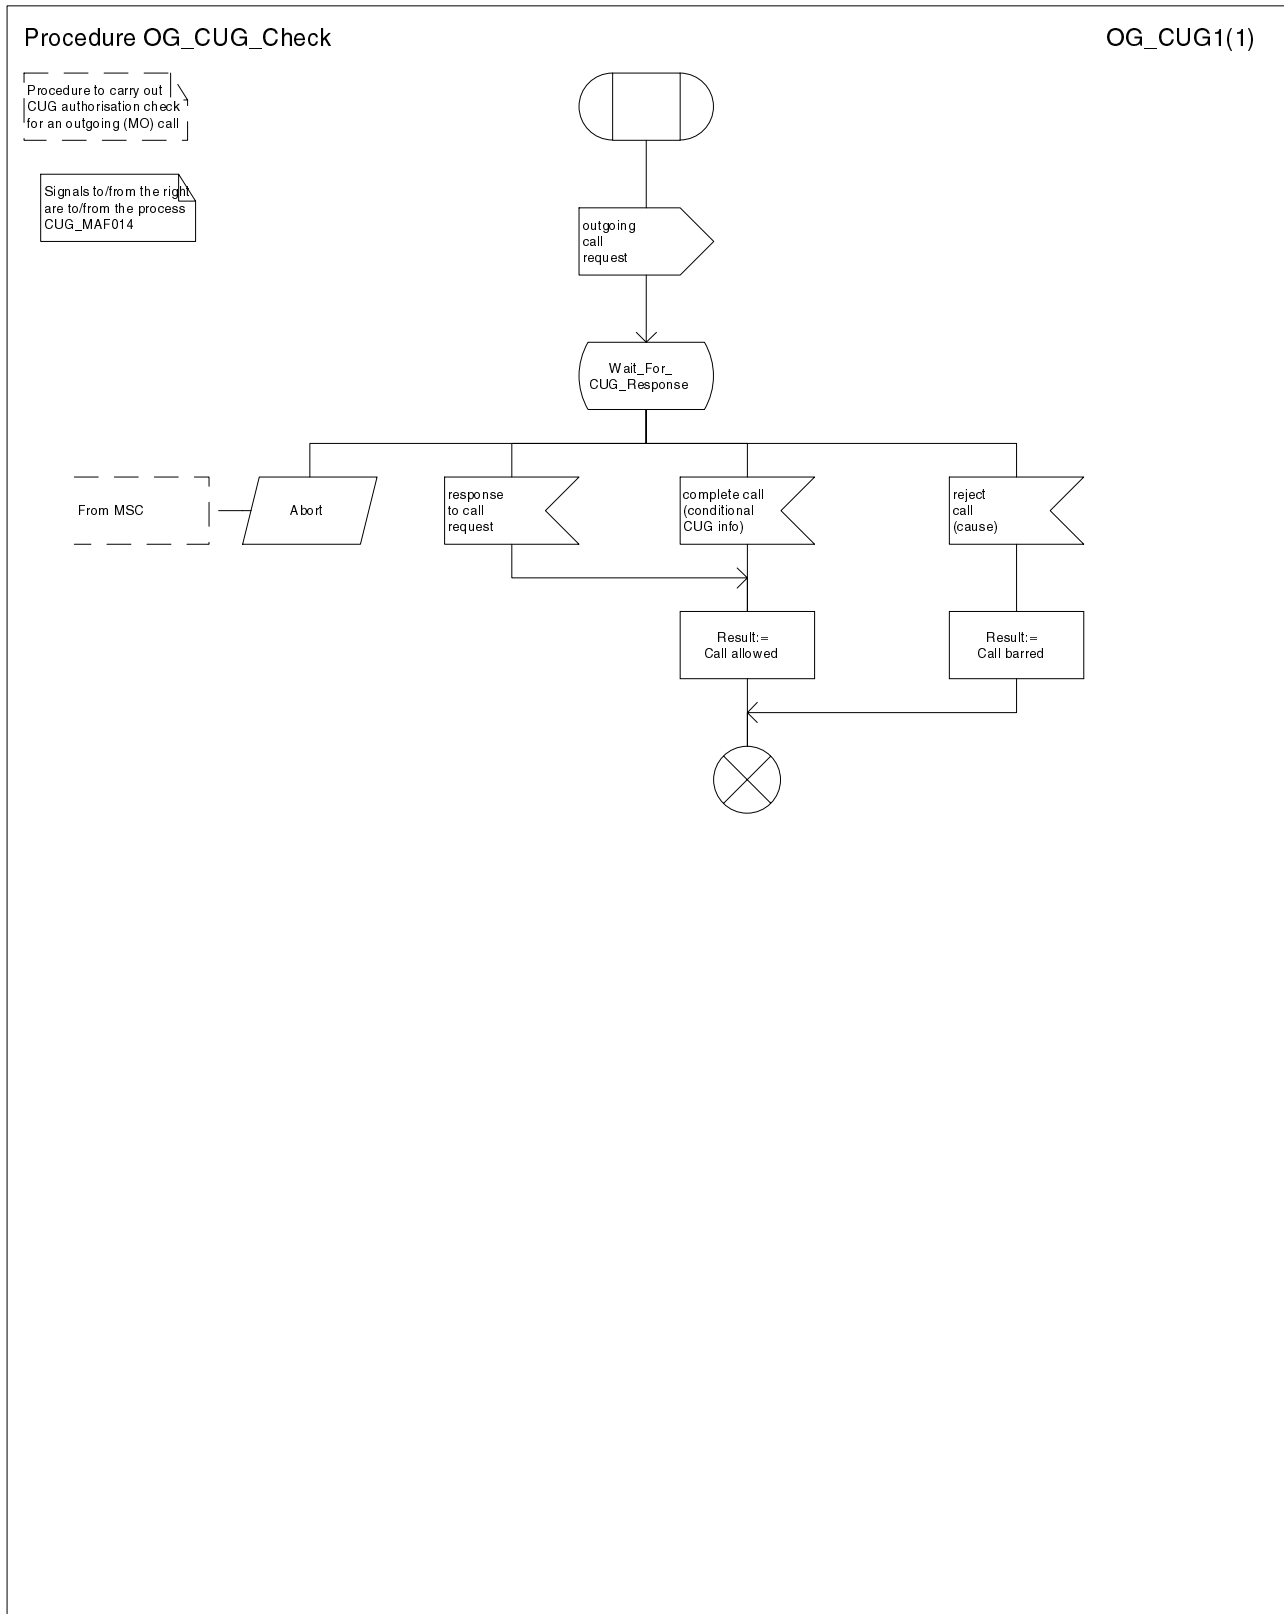 Procedure OG_CUG_Check
OG_CUG1(1)
Procedure to carry out
CUG authorisation check
for an outgoing (MO) call
Signals to/from the right
are to/from the process
CUG_MAF014
outgoing
call
request
Wait_For_
CUG_Response
From MSC
Abort
response
to call
request
complete call
(conditional
CUG info)
reject
call
(cause)
Result:=
Call allowed
Result:=
Call barred